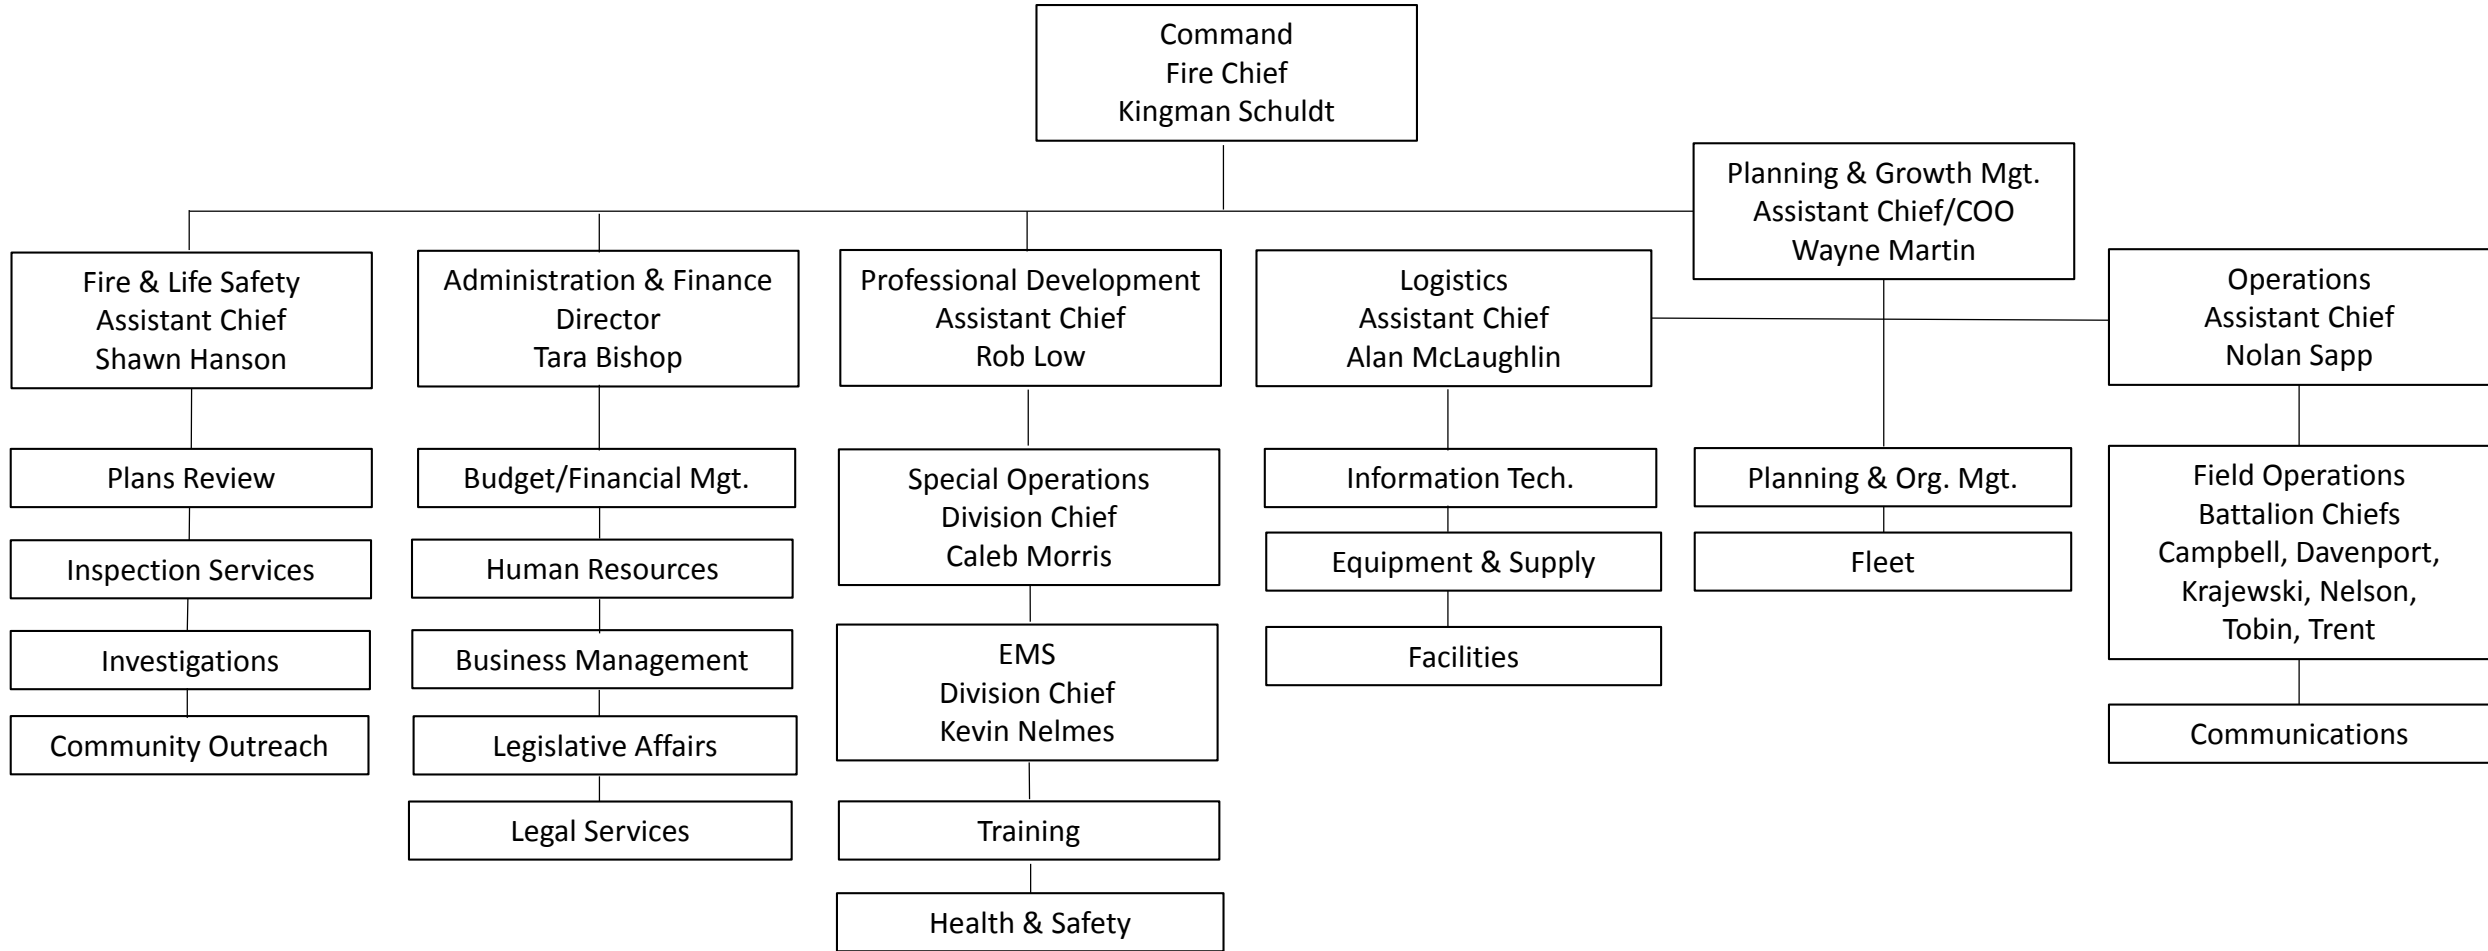 Command
Fire Chief
Kingman Schuldt
Planning & Growth Mgt.
Assistant Chief/COO
Wayne Martin
Fire & Life Safety
Assistant Chief
Shawn Hanson
Administration & Finance
Director
Tara Bishop
Professional Development
Assistant Chief
Rob Low
Logistics
Assistant Chief
Alan McLaughlin
Operations
Assistant Chief
Nolan Sapp
Plans Review
Inspection Services
Investigations
Community Outreach
Budget/Financial Mgt.
Human Resources
Business Management
Legislative Affairs
Legal Services
Special Operations
Division Chief
Caleb Morris
EMS
Division Chief
Kevin Nelmes
Training
Health & Safety
Information Tech.
Equipment & Supply
Facilities
Planning & Org. Mgt.
Fleet
Field Operations
Battalion Chiefs
Campbell, Davenport,
Krajewski, Nelson,
Tobin, Trent
Communications